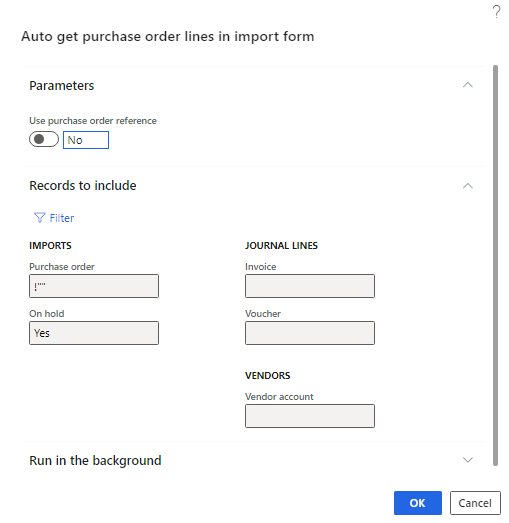 ?
Auto get purchase order lines in import form
Parameters
Use purchase order reference
No
Records to include
Filter
IMPORTS
JOURNAL LINES
Purchase order
Invoice
!""
On hold
Voucher
Yes
VENDORS
Vendor account
Run in the background
OK
Cancel